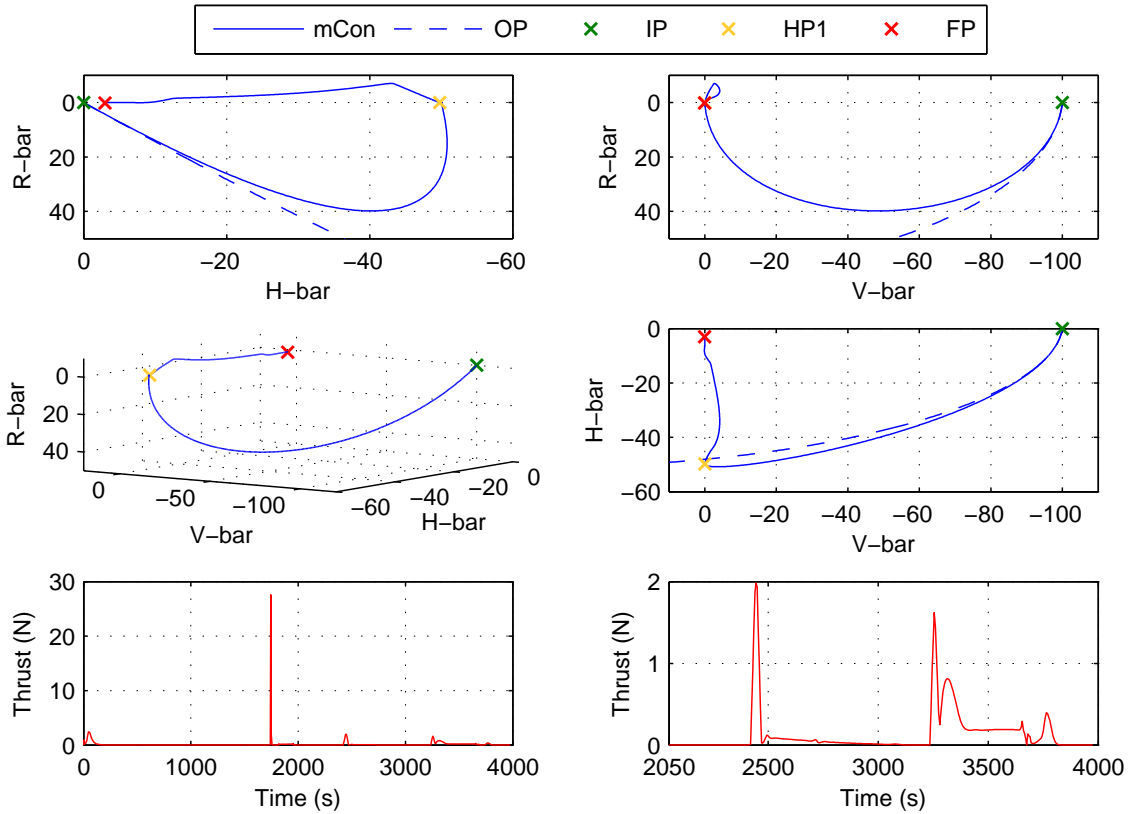 mCon OP IP HP1 FP
0
20
40
R−bar
0 −20 −40 −60
H−bar
0
20
40
R−bar
0 −20 −40 −60 −80 −100
V−bar
0
20
40
R−bar
0 −50 −100
V−bar
−60 −40 −20 0
H−bar
0
−20
−40
−60
H−bar
0 −20 −40 −60 −80 −100
V−bar
30
20
10
0
Thrust (N)
0 1000 2000 3000 4000
Time (s)
2
1
0
Thrust (N)
2050 2500 3000 3500 4000
Time (s)